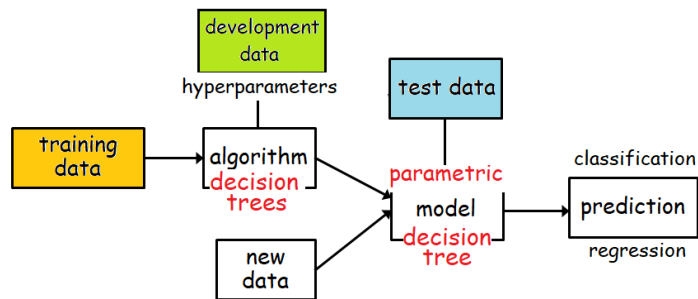 development
data
hyperparameters
test data
training
data
algorithm
decision
trees
parametric
model
decision
tree
classification
prediction
regression
new
data